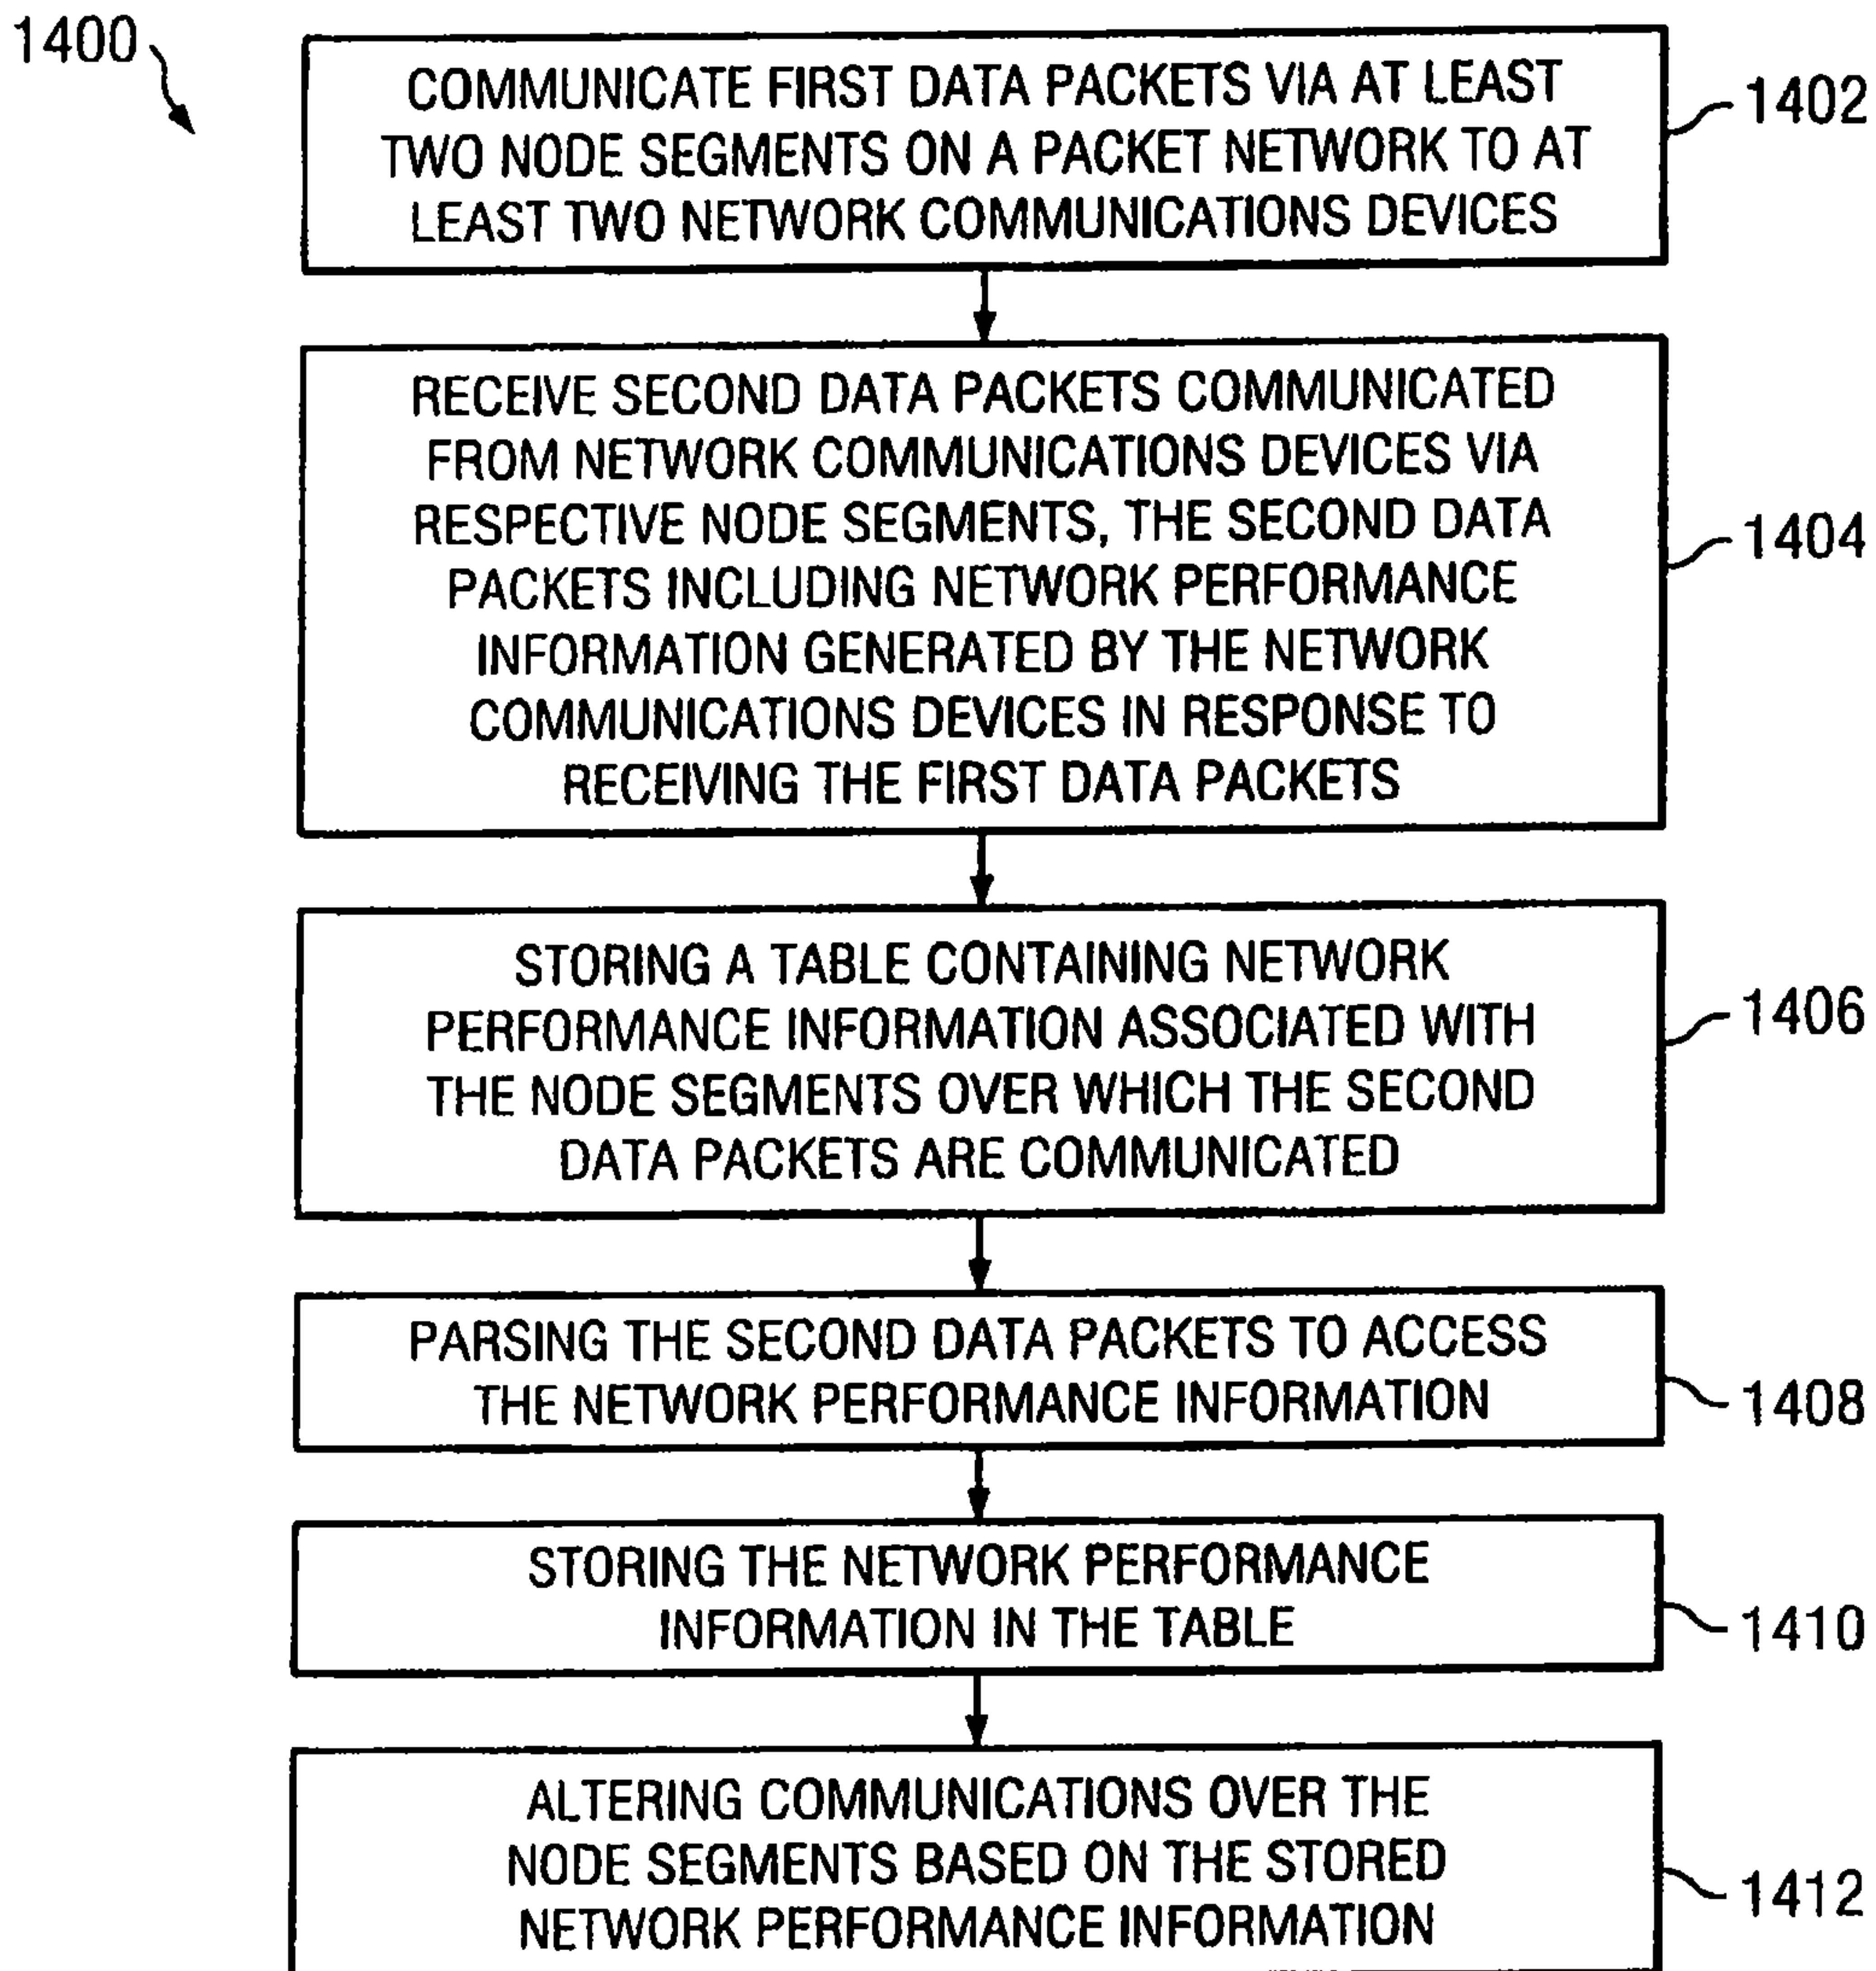 1400
COMMUNICATE FIRST DATA PACKETS VIA AT LEAST
TWO NODE SEGMENTS ON A PACKET NETWORK TO AT
LEAST TWO NETWORK COMMUNICATIONS DEVICES
1402
RECEIVE SECOND DATA PACKETS COMMUNICATED
FROM NETWORK COMMUNICATIONS DEVICES VIA
RESPECTIVE NODE SEGMENTS, THE SECOND DATA
PACKETS INCLUDING NETWORK PERFORMANCE
INFORMATION GENERATED BY THE NETWORK
COMMUNICATIONS DEVICES IN RESPONSE TO
RECEIVING THE FIRST DATA PACKETS
1404
STORING A TABLE CONTAINING NETWORK
PERFORMANCE INFORMATION ASSOCIATED WITH
THE NODE SEGMENTS OVER WHICH THE SECOND
DATA PACKETS ARE COMMUNICATED
1406
PARSING THE SECOND DATA PACKETS TO ACCESS
THE NETWORK PERFORMANCE INFORMATION
1408
STORING THE NETWORK PERFORMANCE
INFORMATION IN THE TABLE
1410
ALTERING COMMUNICATIONS OVER THE
NODE SEGMENTS BASED ON THE STORED
NETWORK PERFORMANCE INFORMATION
1412